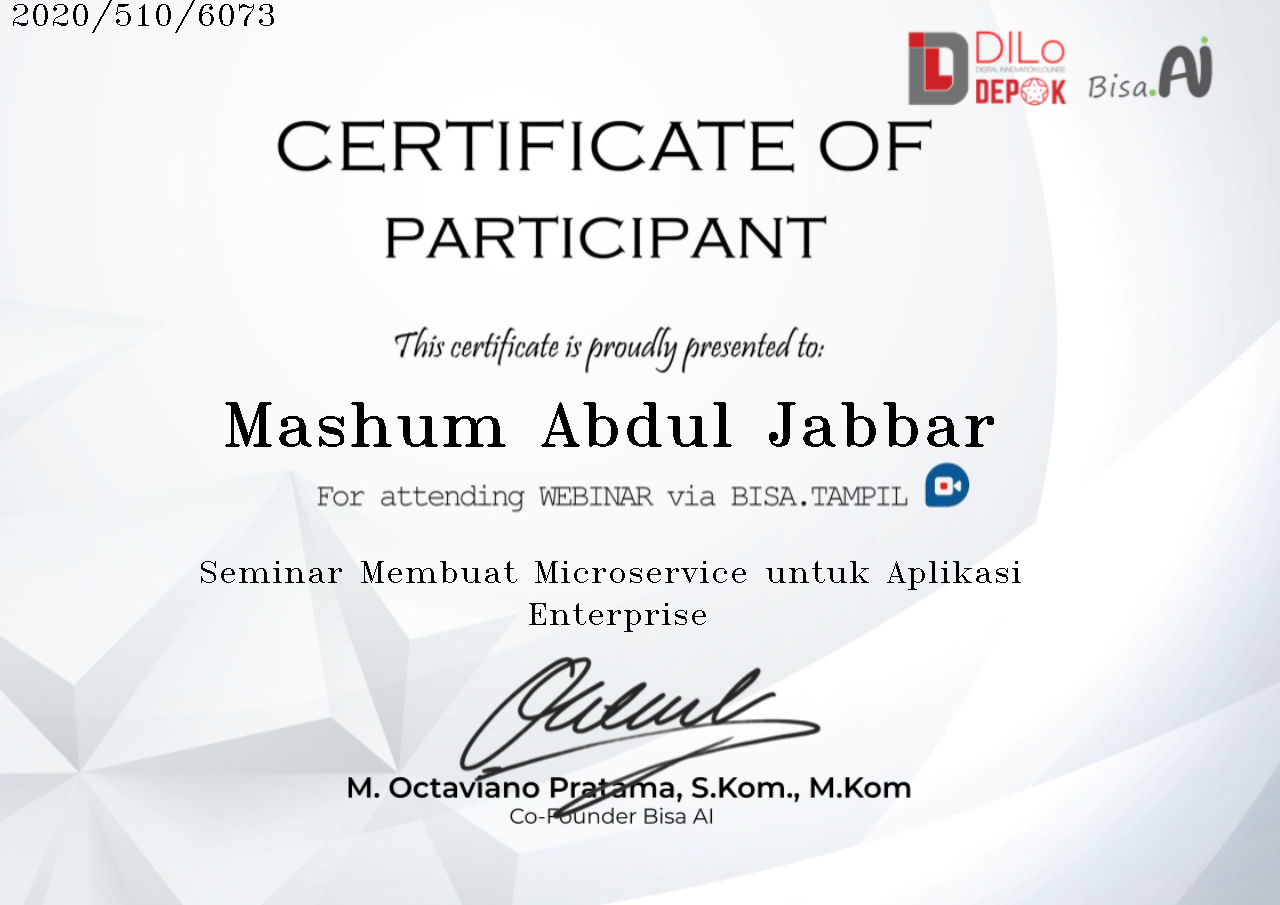 2020/510/6073
DILo
DIGITAL INNOVATION LOUNGE
DEPOK
Bisa.AI
CERTIFICATE OF
PARTICIPANT
This certificate is proudly presented to:
Mashum Abdul Jabbar
For attending WEBINAR via BISA.TAMPIL
Seminar Membuat Microservice untuk Aplikasi
Enterprise
M. Octaviano Pratama, S.Kom., M.Kom
Co-Founder Bisa AI